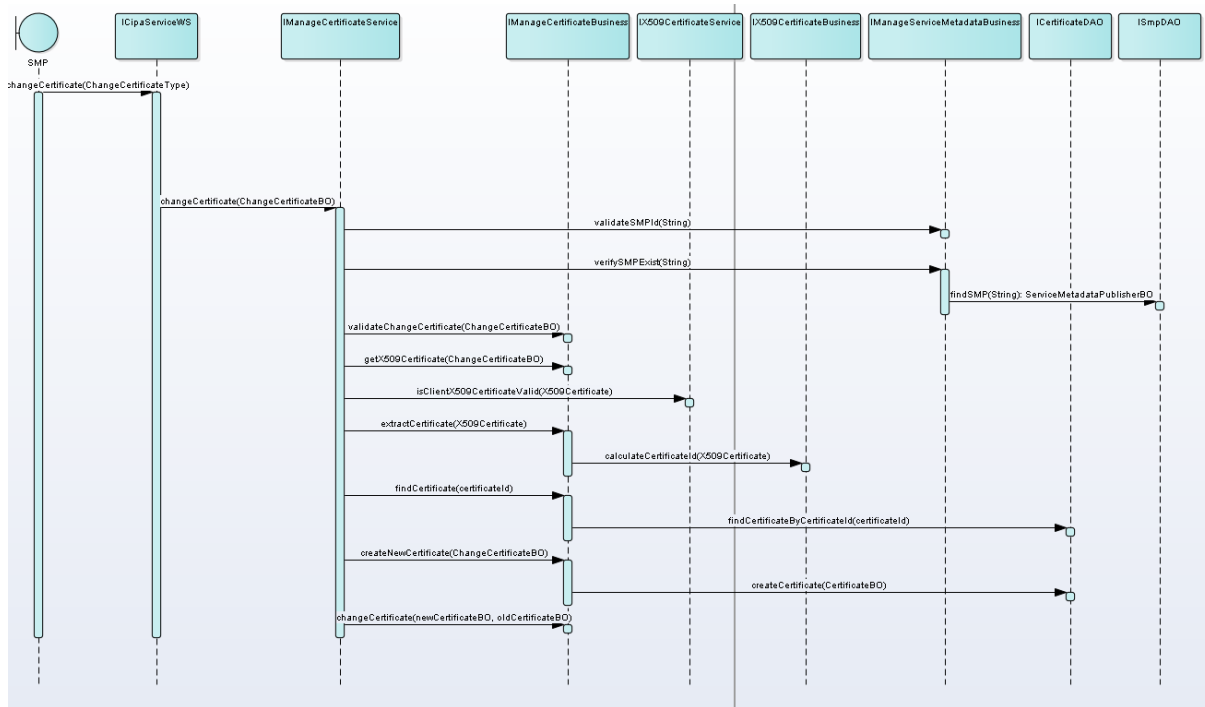 ICipaServiceWS
IManageCertificateService
IManageCertificateBusiness
IX509CertificateService
IX509CertificateBusiness
IManageServiceMetadataBusiness
ICertificateDAO
ISmpDAO
SMP
changeCertificate(ChangeCertificateType)
changeCertificate(ChangeCertificateBO)
validateSMPId(String)
verifySMPExist(String)
findSMP(String): ServiceMetadataPublisherBO
validateChangeCertificate(ChangeCertificateBO)
getX509Certificate(ChangeCertificateBO)
isClientX509CertificateValid(X509Certificate)
extractCertificate(X509Certificate)
calculateCertificateId(X509Certificate)
findCertificate(certificateId)
findCertificateByCertificateId(certificateId)
createNewCertificate(ChangeCertificateBO)
createCertificate(CertificateBO)
changeCertificate(newCertificateBO, oldCertificateBO)